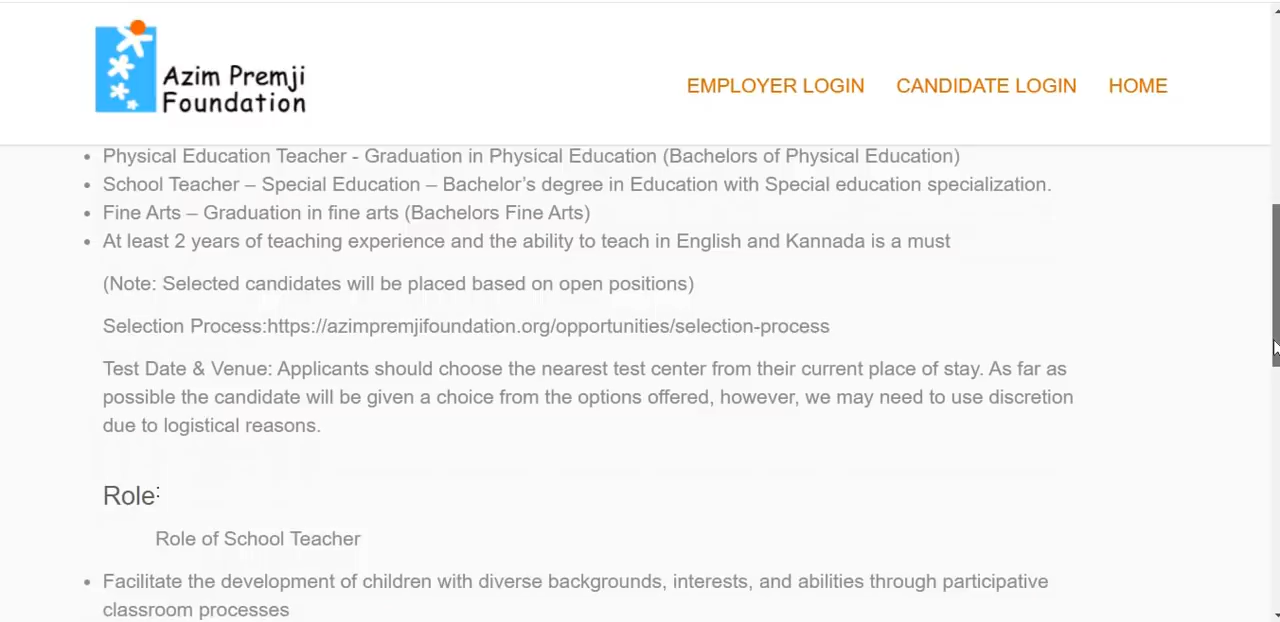 Azim Premji
Foundation
EMPLOYER LOGIN CANDIDATE LOGIN HOME
• Physical Education Teacher - Graduation in Physical Education (Bachelors of Physical Education)
• School Teacher – Special Education – Bachelor’s degree in Education with Special education specialization.
• Fine Arts – Graduation in fine arts (Bachelors Fine Arts)
• At least 2 years of teaching experience and the ability to teach in English and Kannada is a must
(Note: Selected candidates will be placed based on open positions)
Selection Process:https://azimpremjifoundation.org/opportunities/selection-process
Test Date & Venue: Applicants should choose the nearest test center from their current place of stay. As far as
possible the candidate will be given a choice from the options offered, however, we may need to use discretion
due to logistical reasons.
Role:
Role of School Teacher
• Facilitate the development of children with diverse backgrounds, interests, and abilities through participative
classroom processes